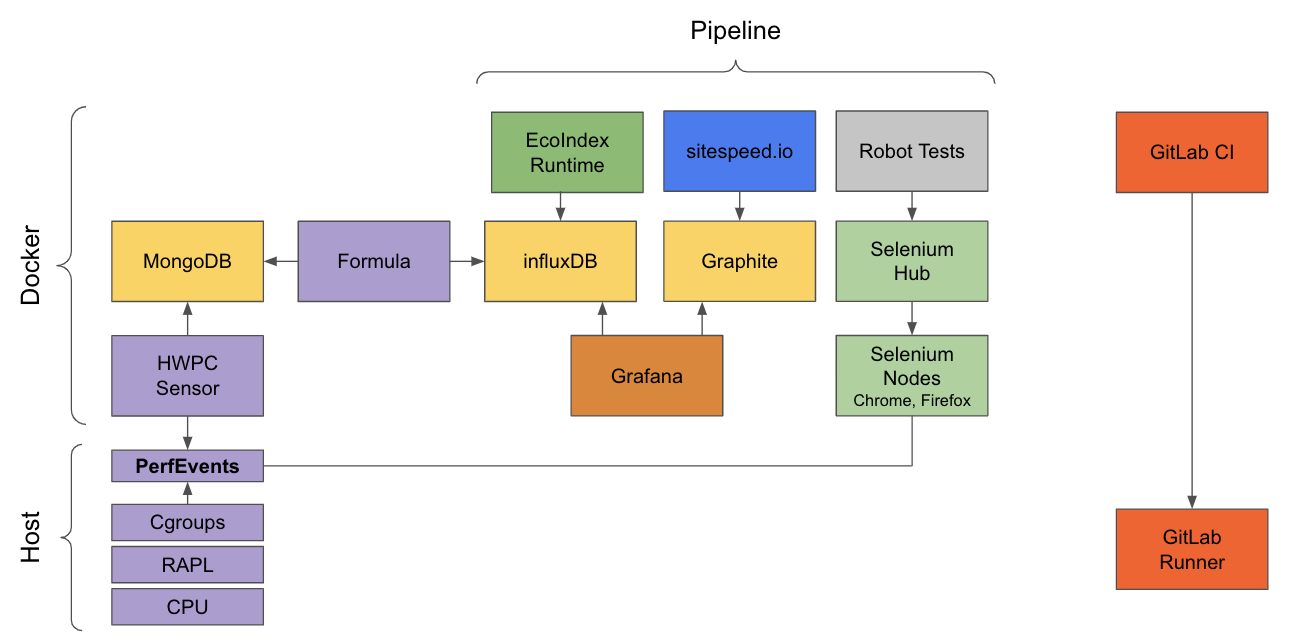 Pipeline
Docker
EcoIndex
Runtime
sitespeed.io
Robot Tests
GitLab CI
MongoDB
Formula
influxDB
Graphite
Selenium
Hub
HWPC
Sensor
Grafana
Selenium
Nodes
Chrome, Firefox
Host
PerfEvents
Cgroups
RAPL
CPU
GitLab
Runner